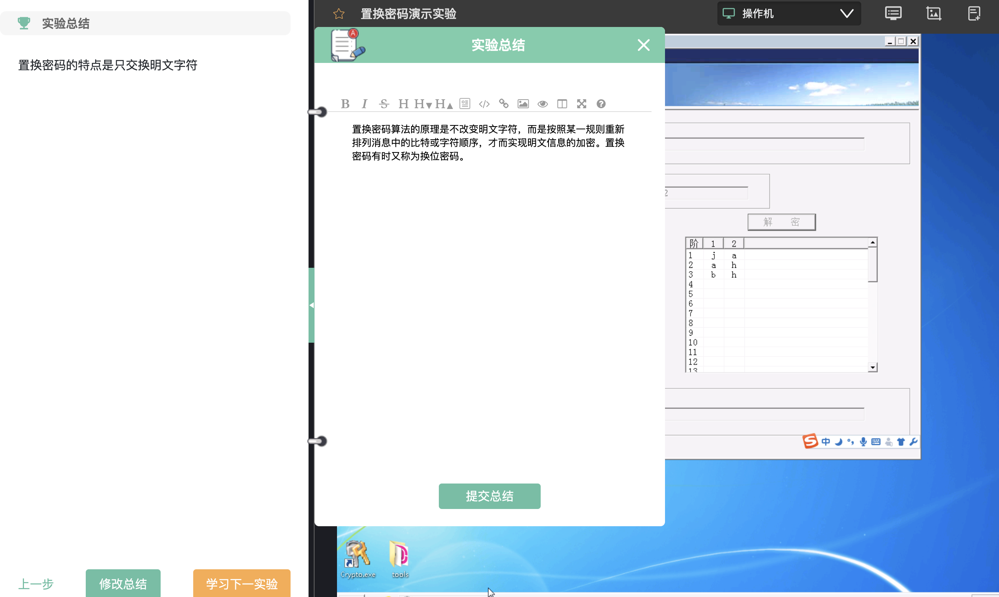 实验总结
置换密码的特点是只交换明文字符
上一步
修改总结
学习下一实验
置换密码演示实验
操作机
实验总结
B I S H H▼ H▲
置换密码算法的原理是不改变明文字符，而是按照某一规则重新
排列消息中的比特或字符顺序，才而实现明文信息的加密。置换
密码有时又称为换位密码。
提交总结
2
解 密
阶 1 2
1 j a
2 a h
3 b h
4
5
6
7
8
9
10
11
12
13
中
Crypto.exe
tools